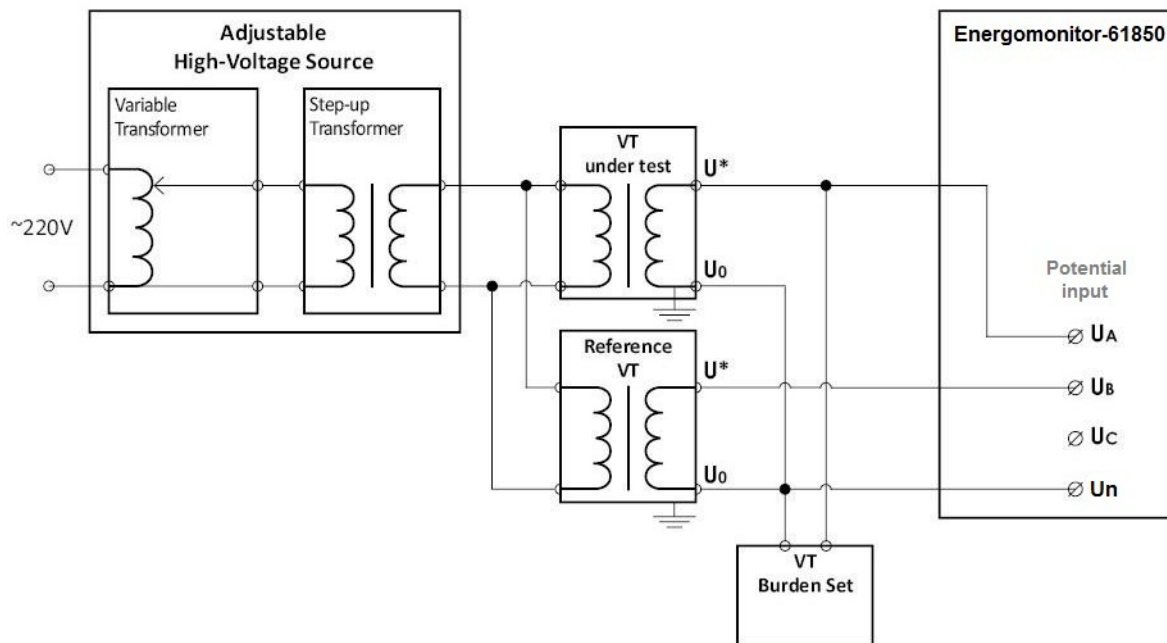 Adjustable
High-Voltage Source
Variable
Transformer
Step-up
Transformer
~220V
VT
under test
U*
U0
Reference
VT
U*
U0
VT
Burden Set
Energomonitor-61850
Potential
input
UA
UB
UC
Un